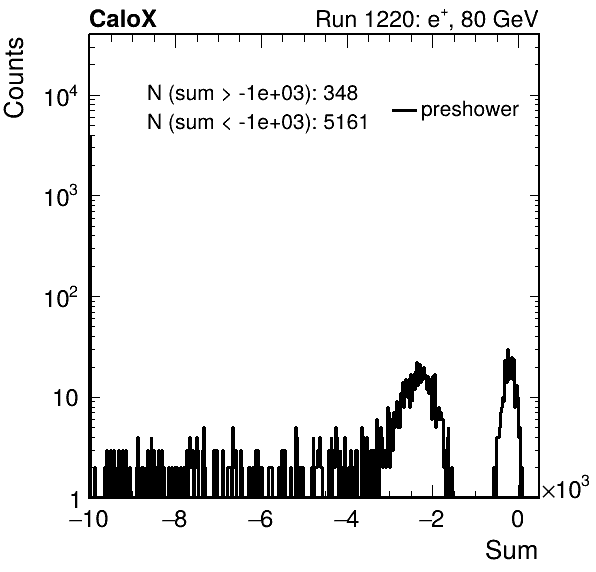 CaloX Run 1220: e⁺, 80 GeV
Counts
N (sum > -1e+03): 348
N (sum < -1e+03): 5161
preshower
10⁴
10³
10²
10
1
−10 −8 −6 −4 −2 0 ×10³
Sum